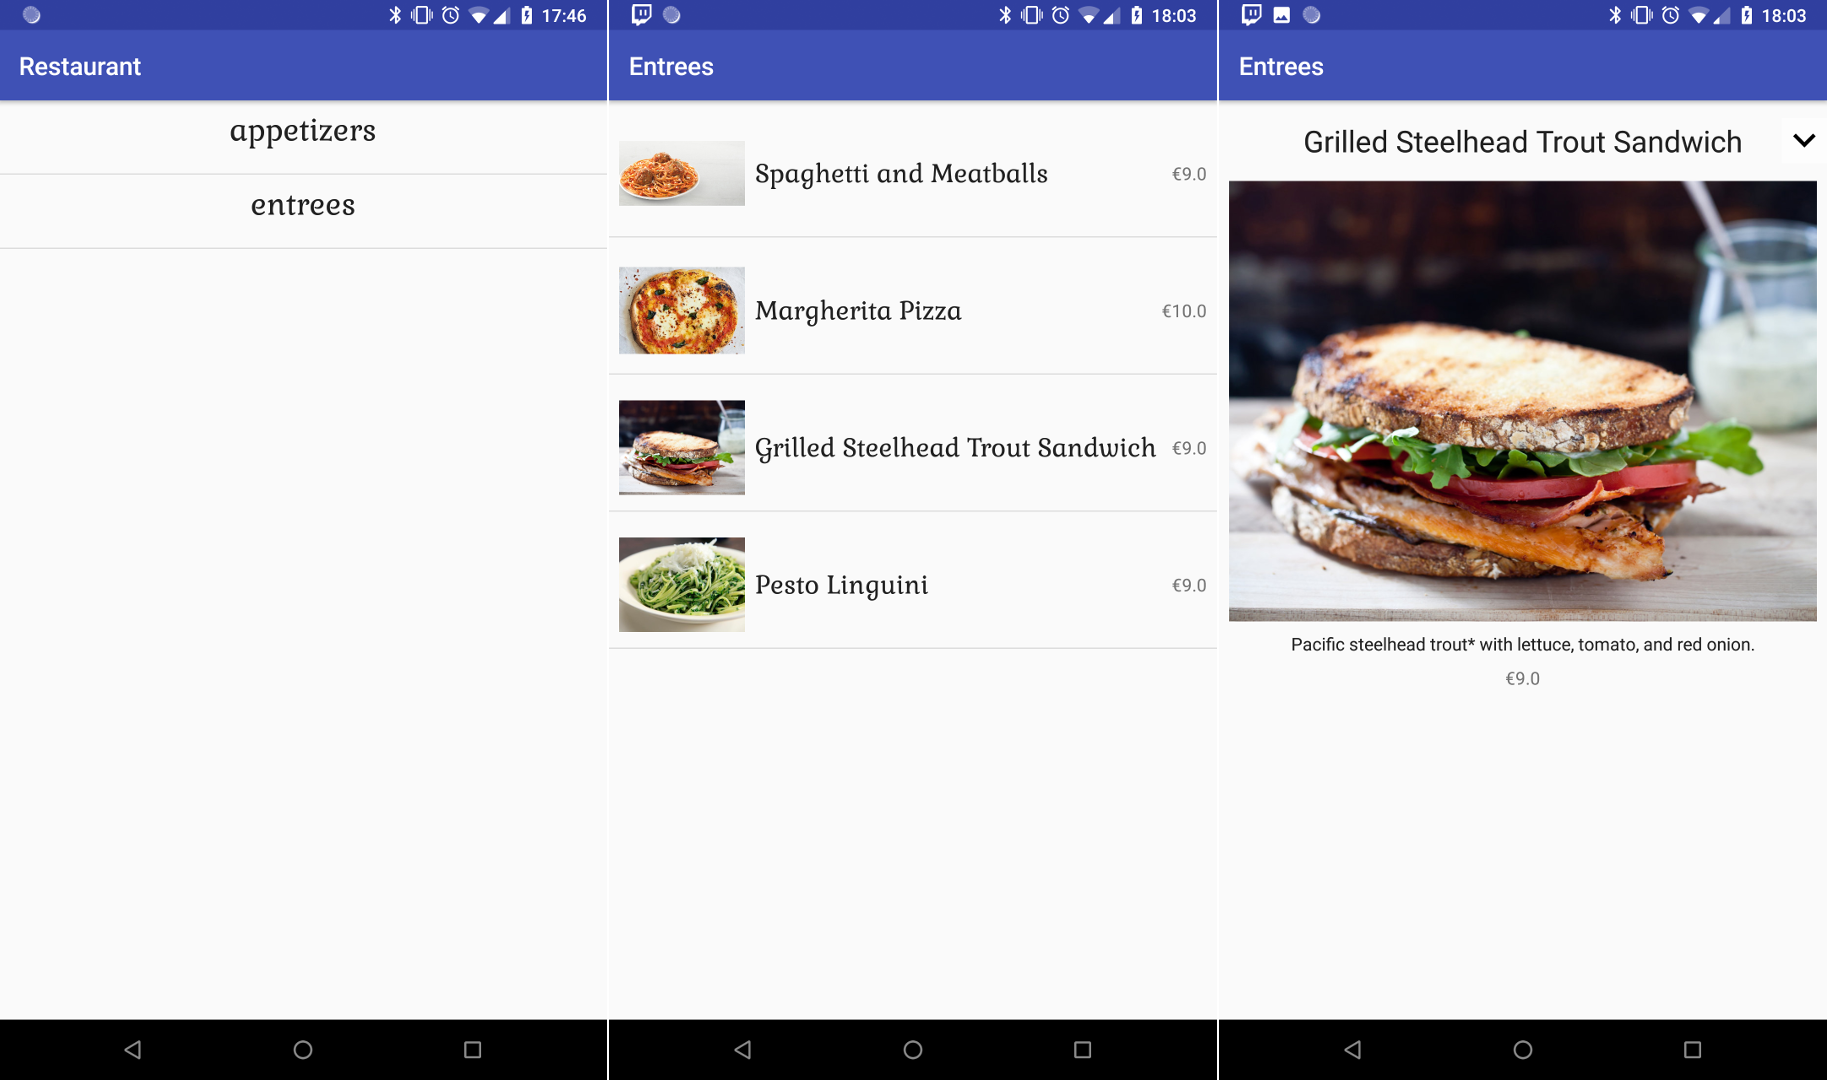 17:46
Restaurant
appetizers
entrees
18:03
Entrees
Spaghetti and Meatballs €9.0
Margherita Pizza €10.0
Grilled Steelhead Trout Sandwich €9.0
Pesto Linguini €9.0
18:03
Entrees
Grilled Steelhead Trout Sandwich
Pacific steelhead trout* with lettuce, tomato, and red onion.
€9.0